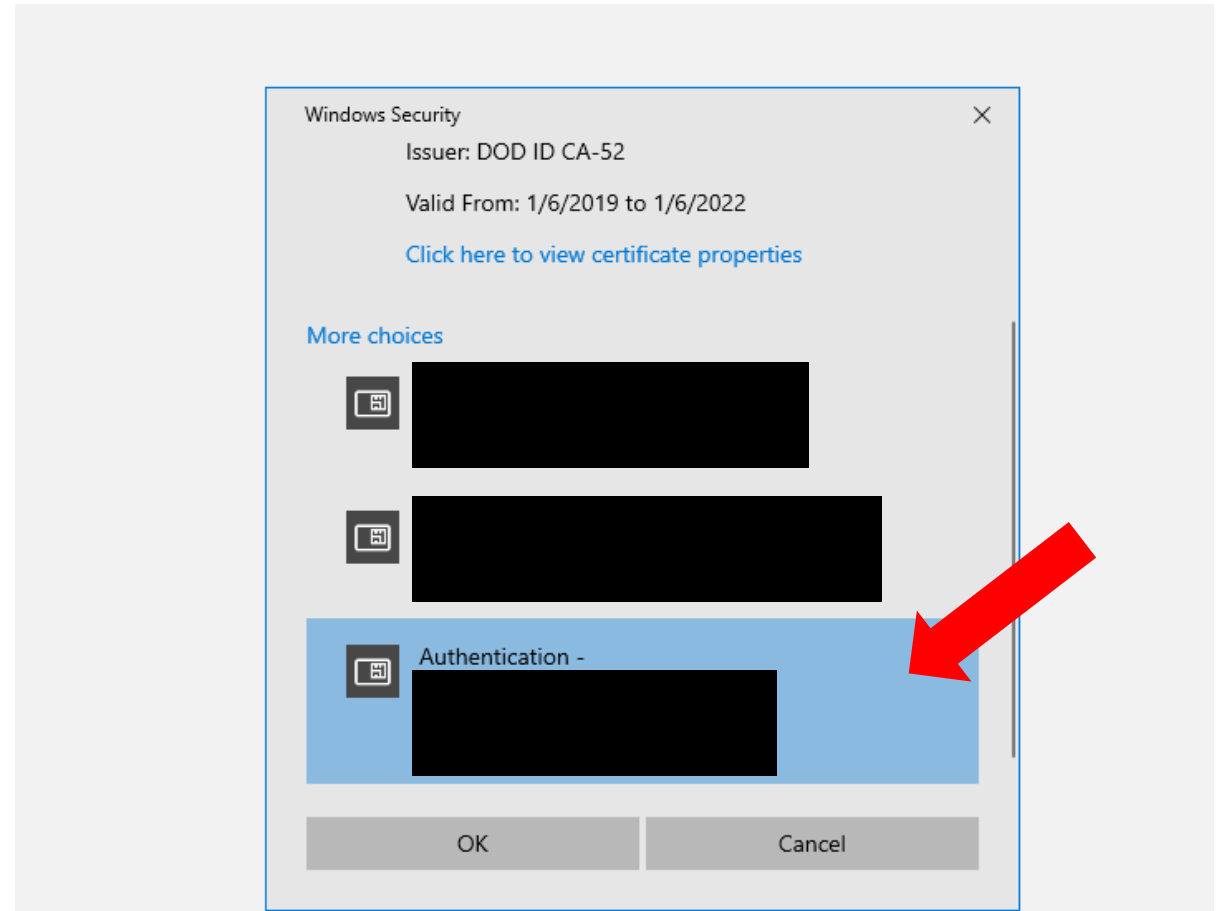 Windows Security
Issuer: DOD ID CA-52
Valid From: 1/6/2019 to 1/6/2022
Click here to view certificate properties
More choices
Authentication -
OK
Cancel